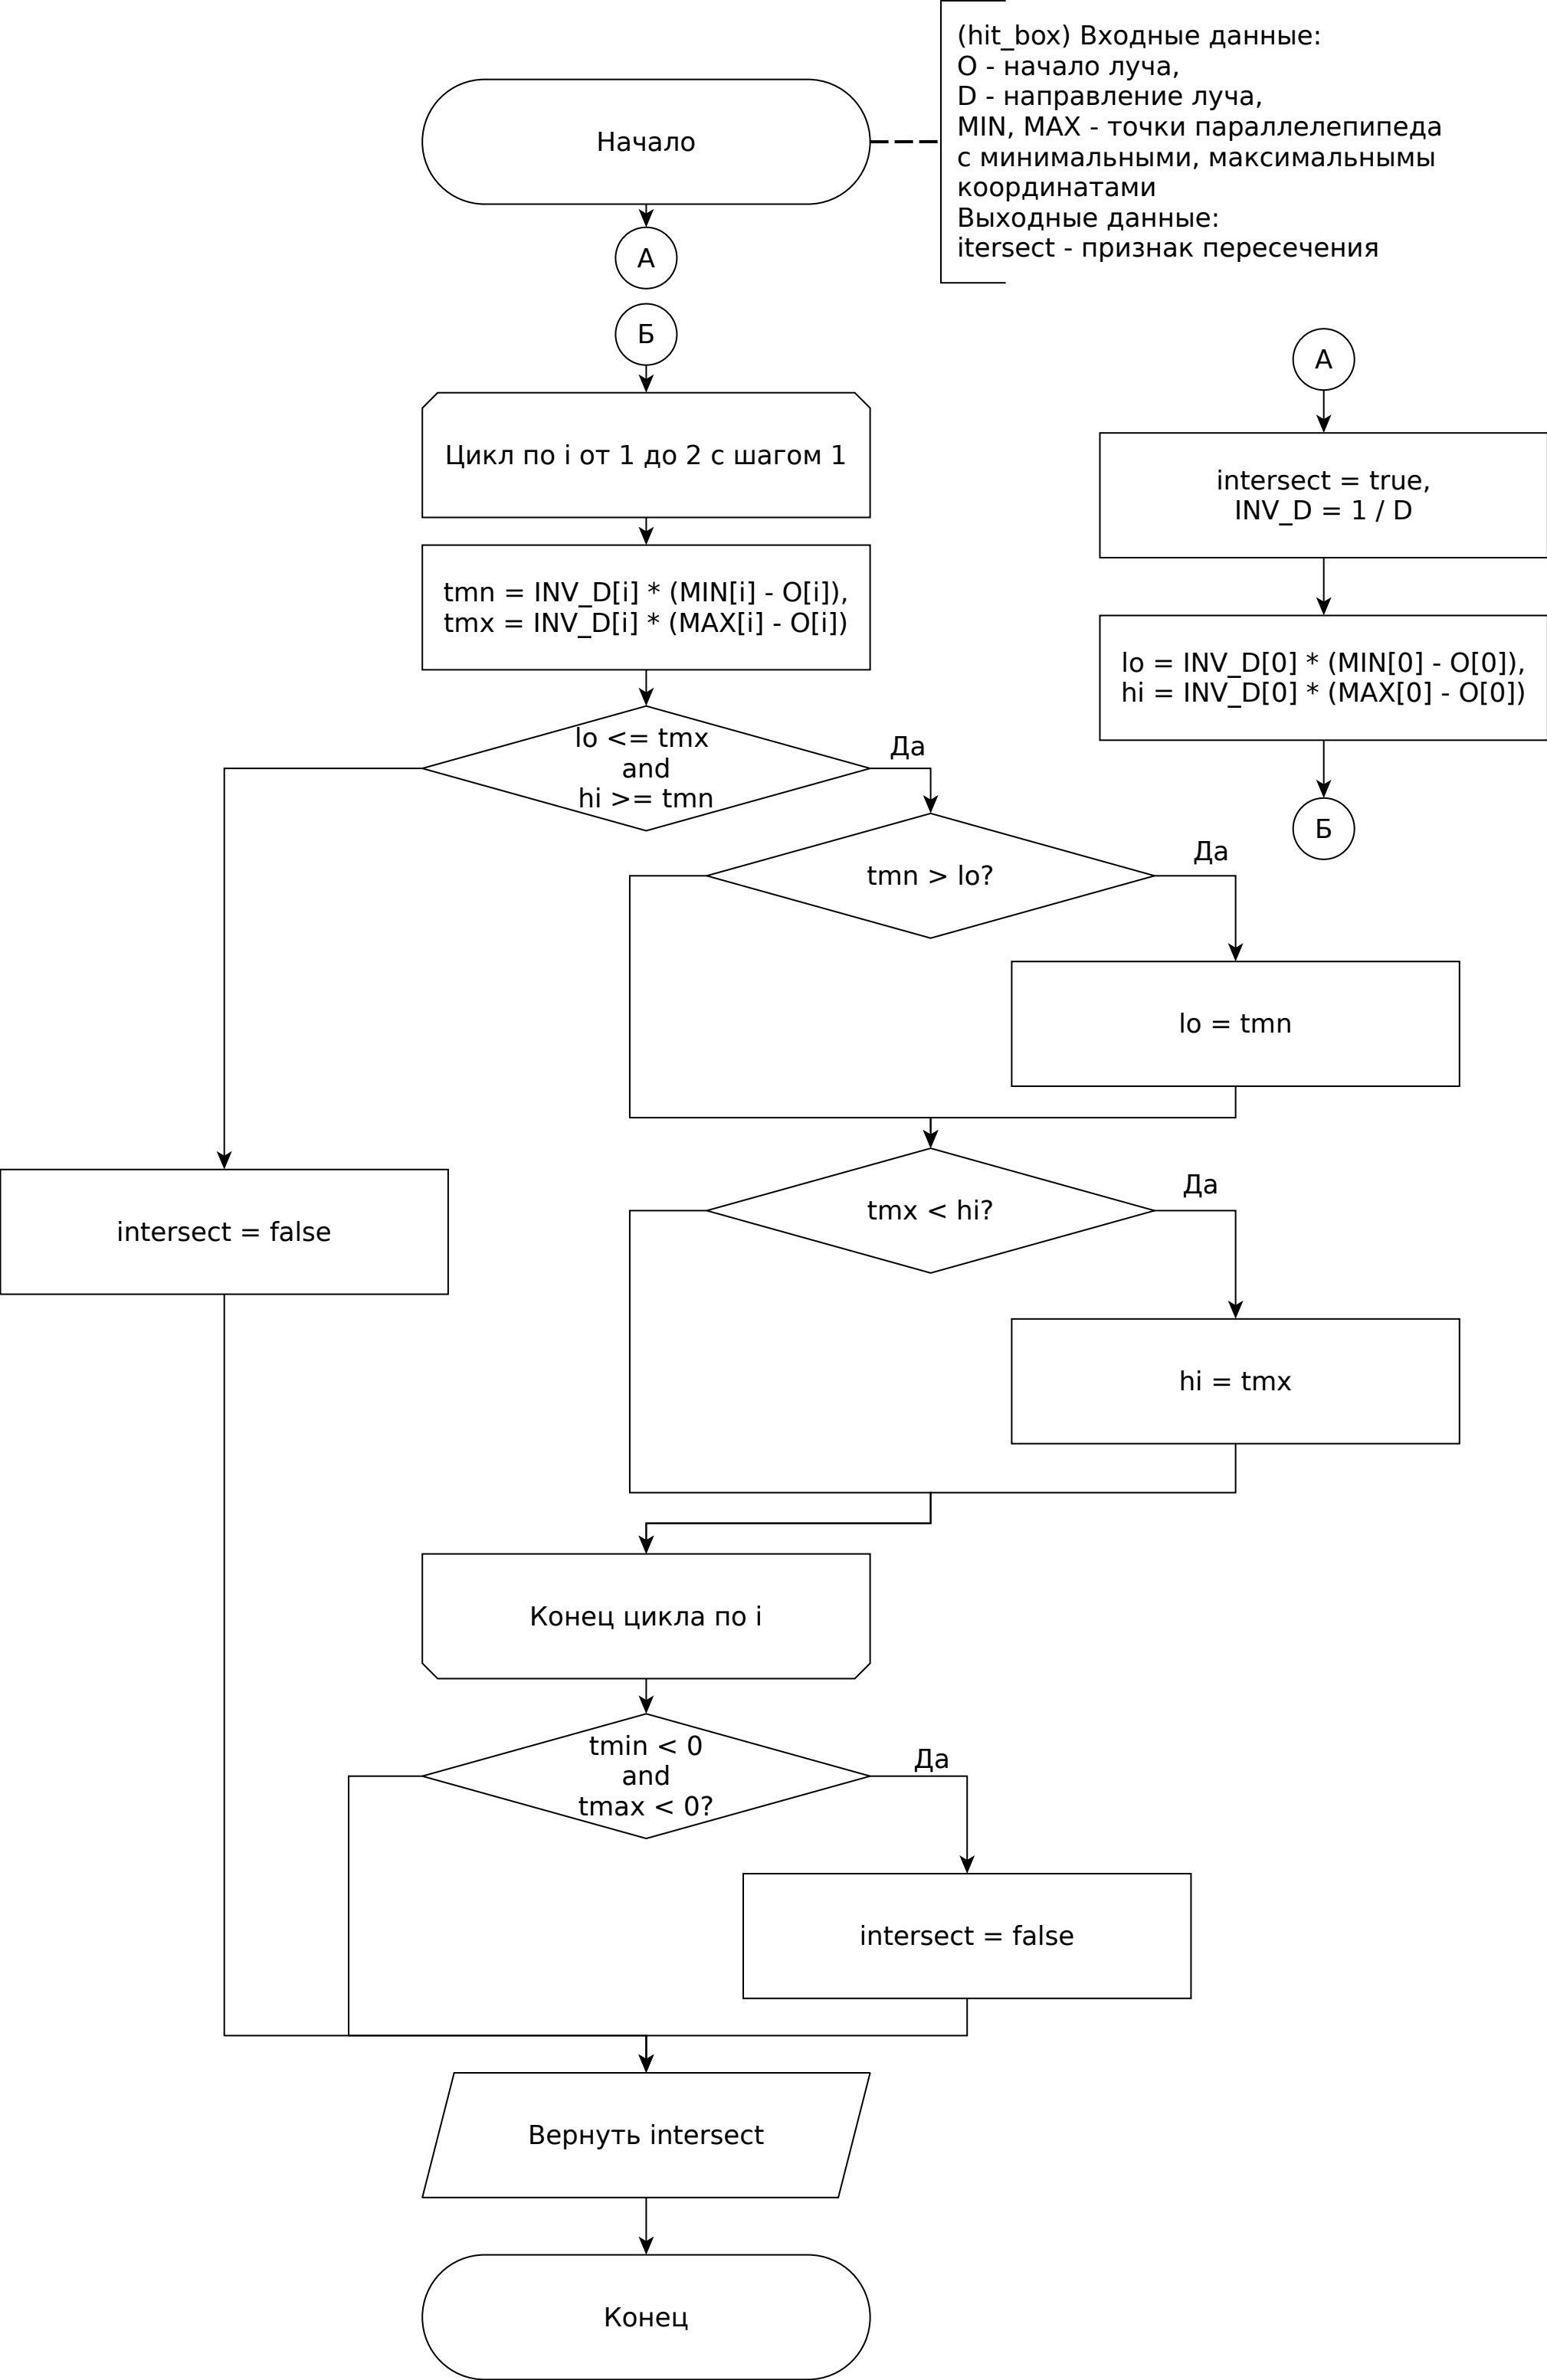 (hit_box) Входные данные:
O - начало луча,
D - направление луча,
MIN, MAX - точки параллелепипеда
с минимальными, максимальнымы
координатами
Выходные данные:
itersect - признак пересечения
Начало
А
Б
Цикл по i от 1 до 2 с шагом 1
tmn = INV_D[i] * (MIN[i] - O[i]),
tmx = INV_D[i] * (MAX[i] - O[i])
lo <= tmx
and
hi >= tmn
Да
tmn > lo?
Да
lo = tmn
tmx < hi?
Да
hi = tmx
intersect = false
Конец цикла по i
tmin < 0
and
tmax < 0?
Да
intersect = false
Вернуть intersect
Конец
А
intersect = true,
INV_D = 1 / D
lo = INV_D[0] * (MIN[0] - O[0]),
hi = INV_D[0] * (MAX[0] - O[0])
Б